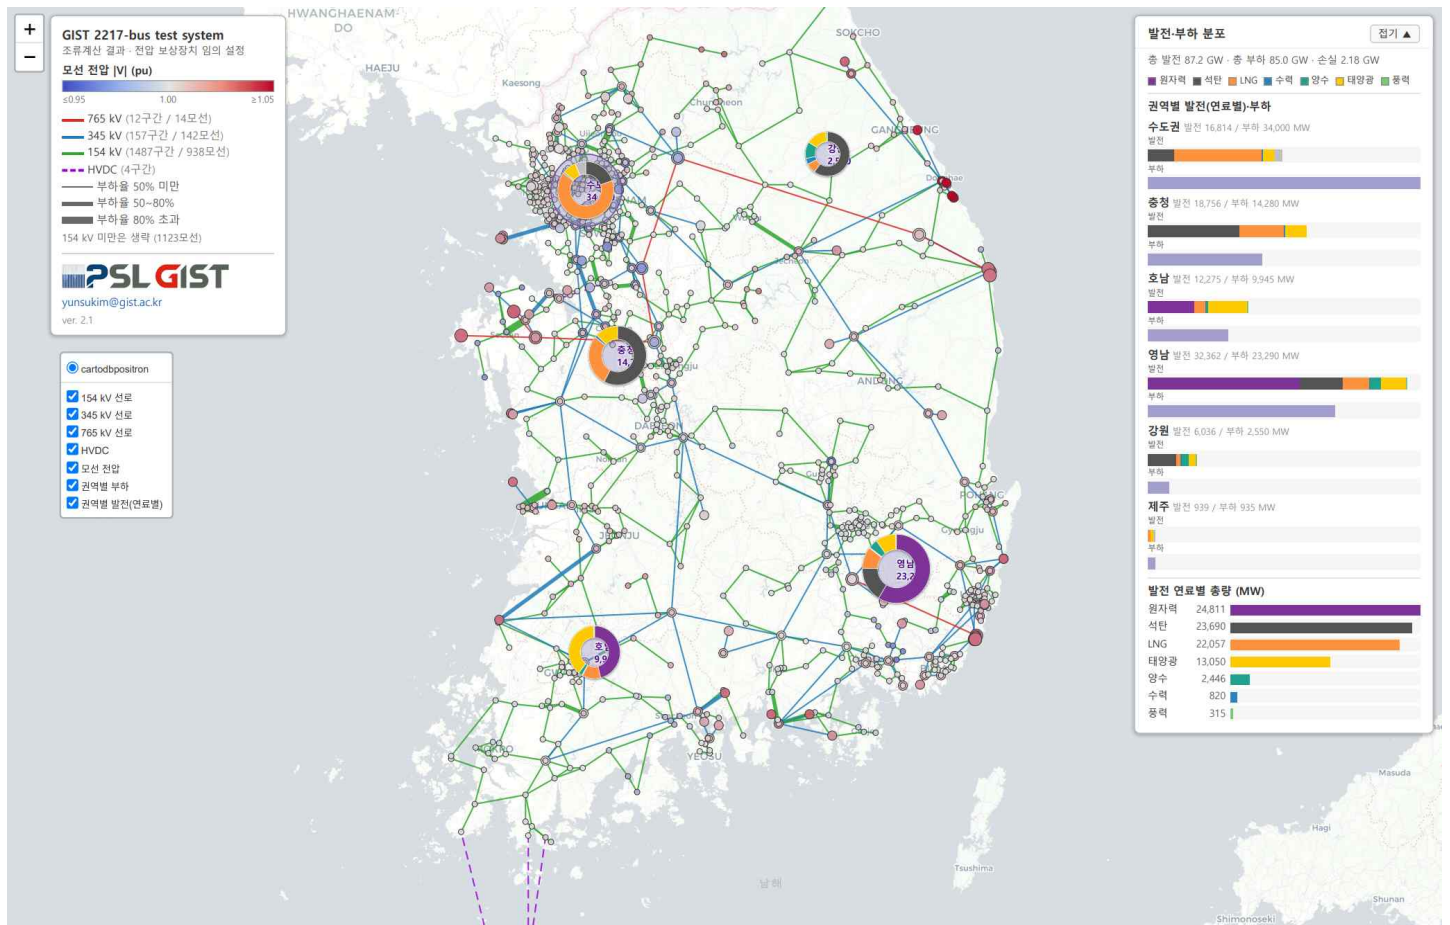 +
−
GIST 2217-bus test system
조류계산 결과 · 전압 보상장치 임의 설정
모선 전압 |V| (pu)
≤0.95 1.00 ≥1.05
765 kV (12구간 / 14모선)
345 kV (157구간 / 142모선)
154 kV (1487구간 / 938모선)
HVDC (4구간)
부하율 50% 미만
부하율 50~80%
부하율 80% 초과
154 kV 미만은 생략 (1123모선)
PSL GIST
yunsukim@gist.ac.kr
ver. 2.1
cartodbpositron
154 kV 선로
345 kV 선로
765 kV 선로
HVDC
모선 전압
권역별 부하
권역별 발전(연료별)
HWANGHAENAM-
DO
HAEJU
Kaesong
SOKCHO
Chuncheon
ANDONG
JEONJU
YEOSU
남해
Tsushima
Masuda
Hagi
Shunan
Shimonoseki
발전·부하 분포
접기 ▲
총 발전 87.2 GW · 총 부하 85.0 GW · 손실 2.18 GW
원자력 석탄 LNG 수력 양수 태양광 풍력
권역별 발전(연료별)·부하
수도권 발전 16,814 / 부하 34,000 MW
발전
부하
충청 발전 18,756 / 부하 14,280 MW
발전
부하
호남 발전 12,275 / 부하 9,945 MW
발전
부하
영남 발전 32,362 / 부하 23,290 MW
발전
부하
강원 발전 6,036 / 부하 2,550 MW
발전
부하
제주 발전 939 / 부하 935 MW
발전
부하
발전 연료별 총량 (MW)
원자력 24,811
석탄 23,690
LNG 22,057
태양광 13,050
양수 2,446
수력 820
풍력 315